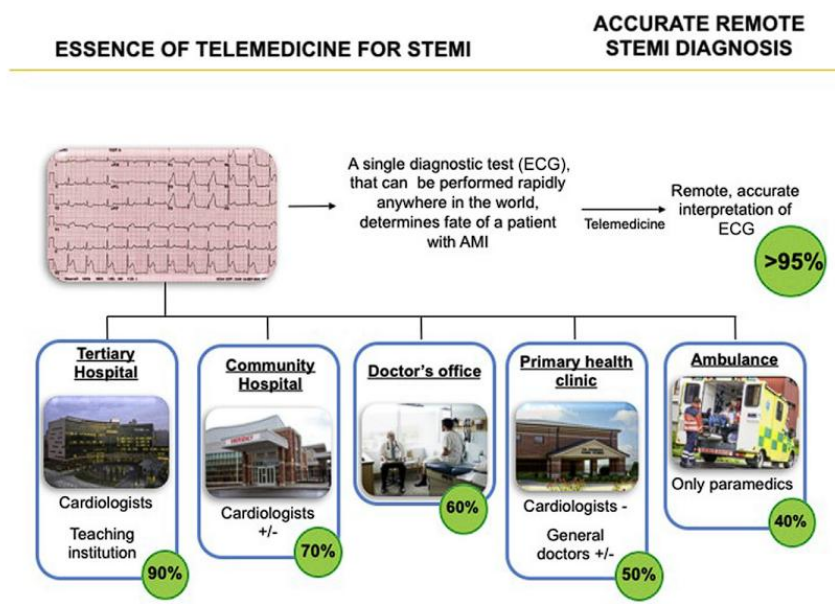 ESSENCE OF TELEMEDICINE FOR STEMI
ACCURATE REMOTE
STEMI DIAGNOSIS
A single diagnostic test (ECG),
that can be performed rapidly
anywhere in the world,
determines fate of a patient
with AMI
Telemedicine
Remote, accurate
interpretation of
ECG
>95%
Tertiary
Hospital
Cardiologists
Teaching
institution
90%
Community
Hospital
EMERGENCY
Cardiologists
+/-
70%
Doctor's office
60%
Primary health
clinic
Cardiologists -
General
doctors +/-
50%
Ambulance
Only paramedics
40%